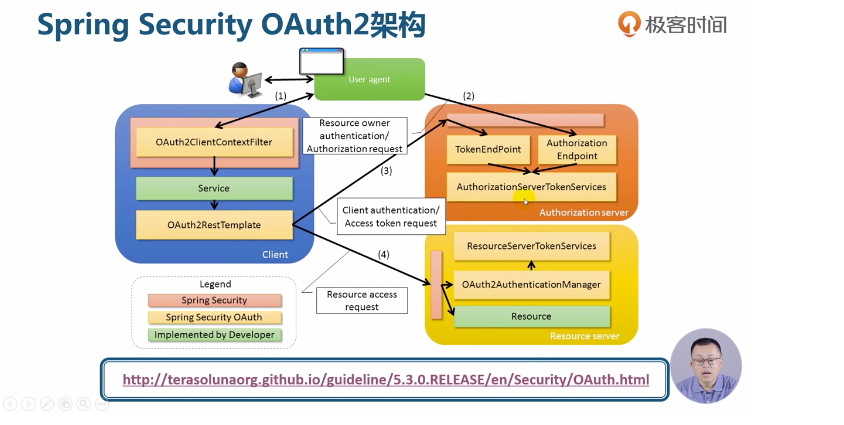 Spring Security OAuth2架构
极客时间
User agent
(1)
(2)
Resource owner
authentication/
Authorization request
OAuth2ClientContextFilter
TokenEndPoint
Authorization
Endpoint
(3)
Service
AuthorizationServerTokenServices
Client authentication/
Access token request
Authorization server
OAuth2RestTemplate
Client
(4)
ResourceServerTokenServices
Legend
Spring Security
Spring Security OAuth
Implemented by Developer
Resource access
request
OAuth2AuthenticationManager
Resource
Resource server
http://terasolunaorg.github.io/guideline/5.3.0.RELEASE/en/Security/OAuth.html